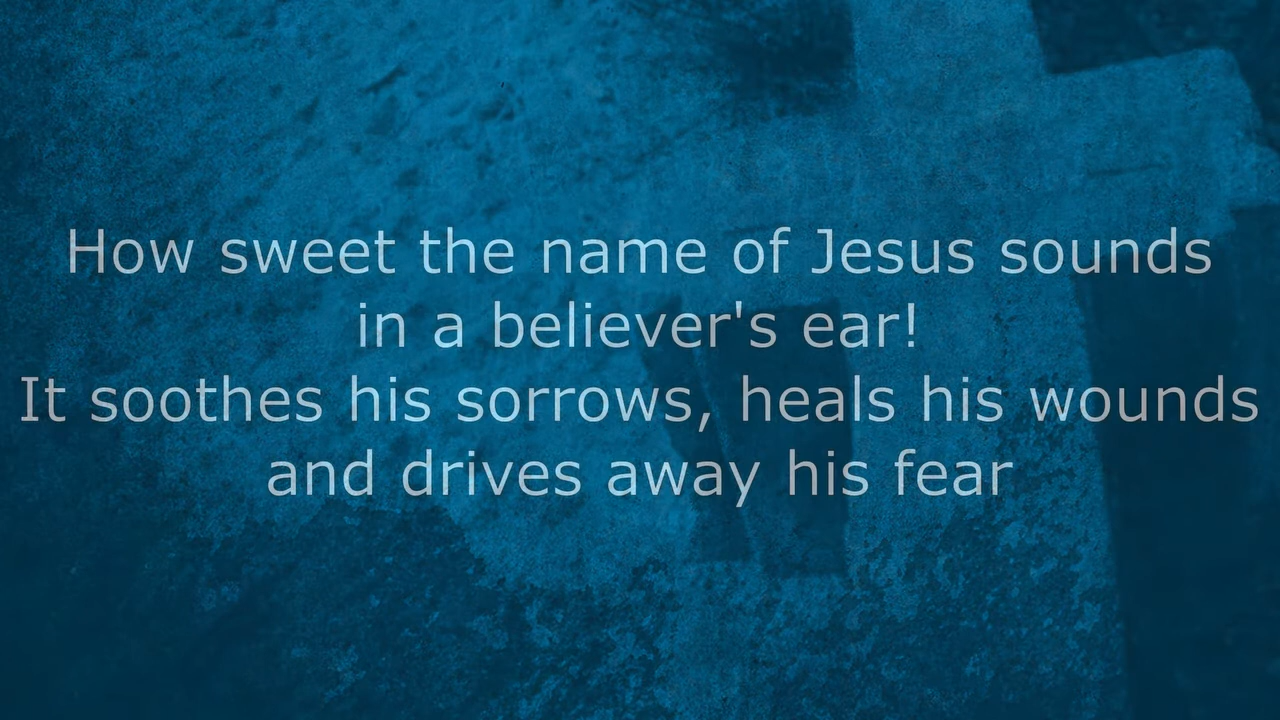 How sweet the name of Jesus sounds
in a believer's ear!
It soothes his sorrows, heals his wounds
and drives away his fear